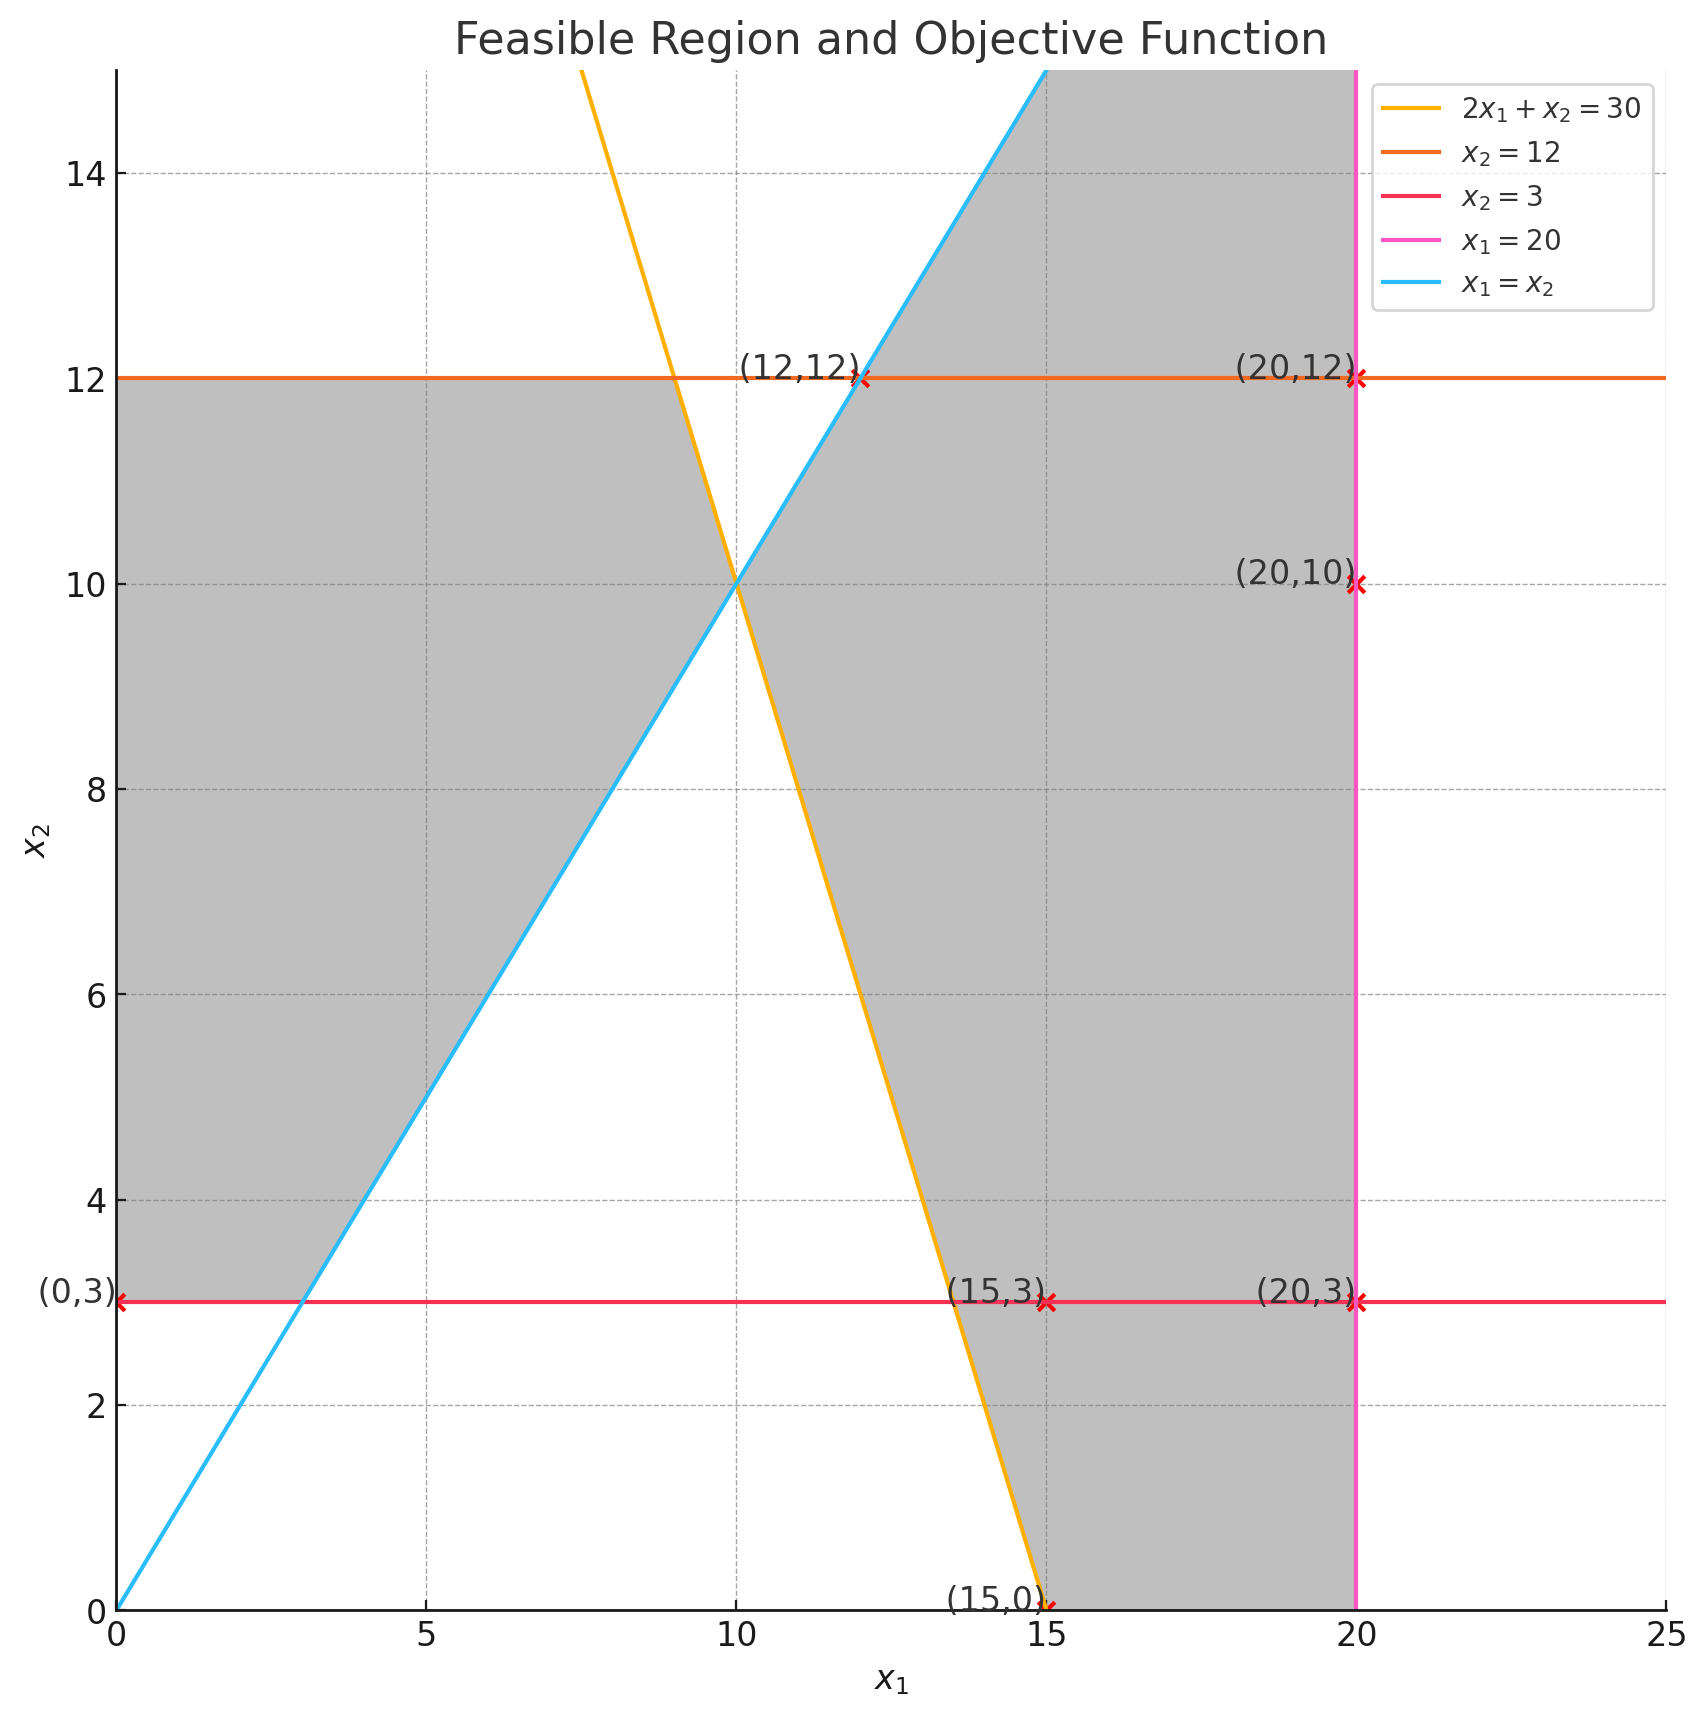 Feasible Region and Objective Function
2x₁ + x₂ = 30
x₂ = 12
x₂ = 3
x₁ = 20
x₁ = x₂
14
12
10
8
6
4
2
0
x₂
(12,12)
(20,12)
(20,10)
(0,3)
(15,3)
(20,3)
(15,0)
0 5 10 15 20 25
x₁